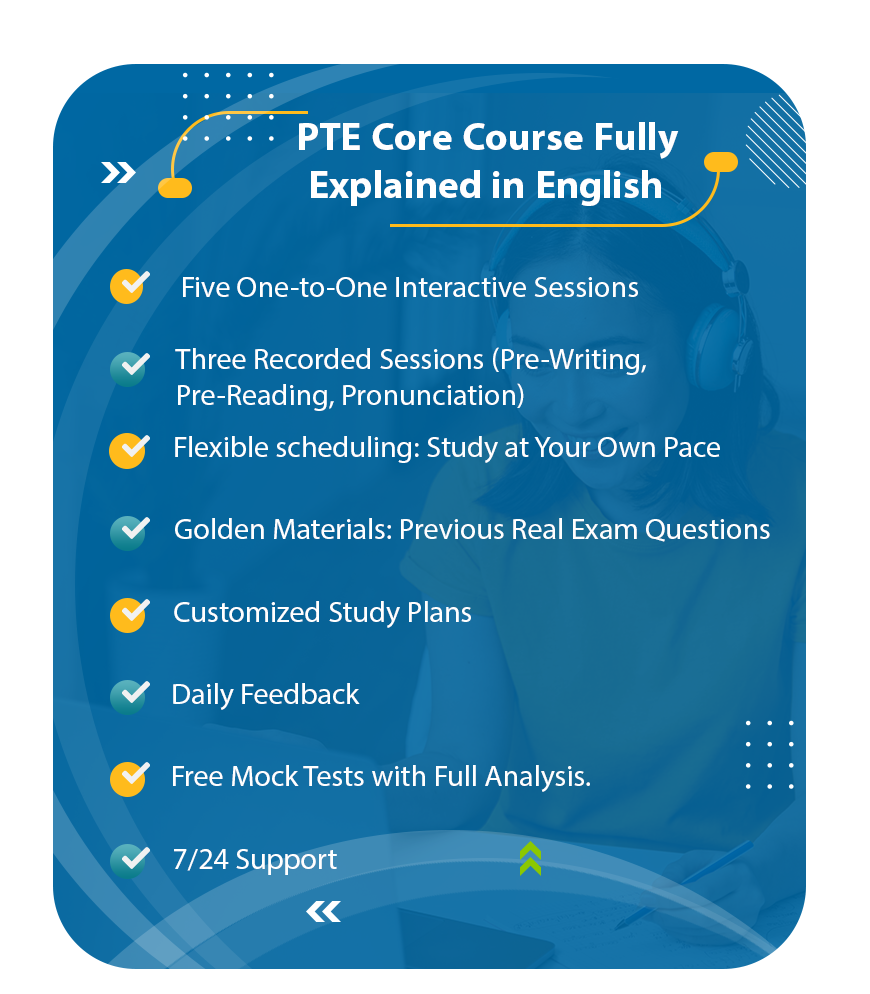 PTE Core Course Fully
Explained in English
Five One-to-One Interactive Sessions
Three Recorded Sessions (Pre-Writing,
Pre-Reading, Pronunciation)
Flexible scheduling: Study at Your Own Pace
Golden Materials: Previous Real Exam Questions
Customized Study Plans
Daily Feedback
Free Mock Tests with Full Analysis.
7/24 Support